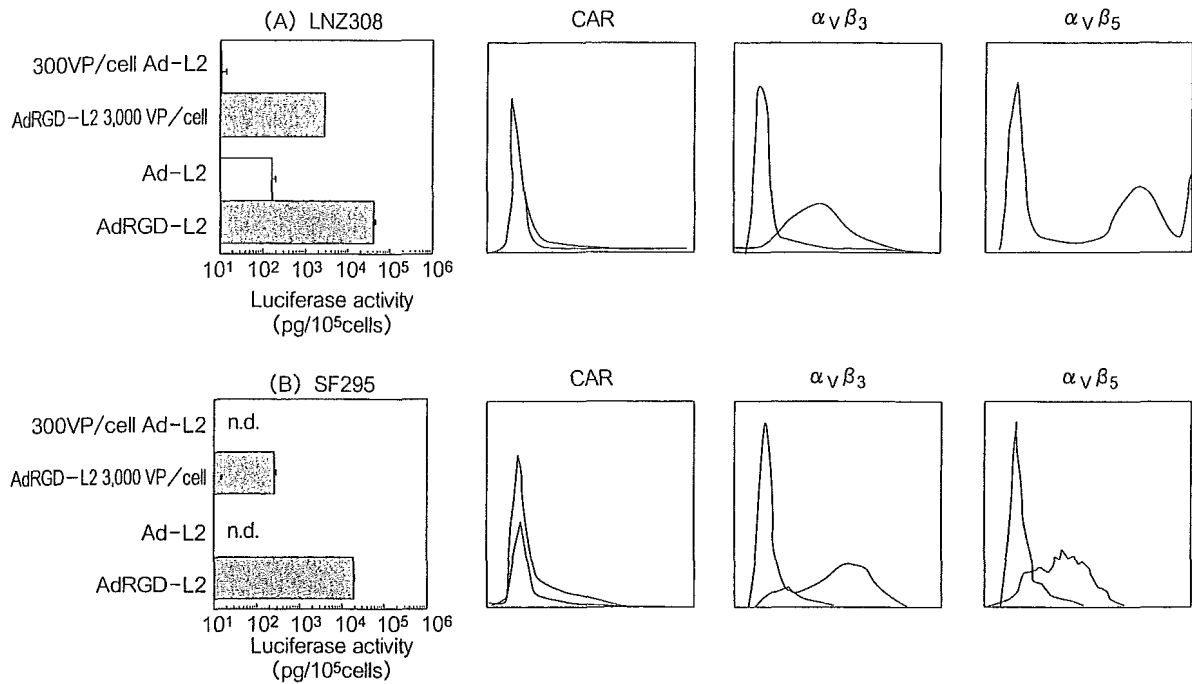 (A) LNZ308
CAR
αVβ3
αVβ5
300VP/cell Ad-L2
AdRGD-L2 3,000 VP/cell
Ad-L2
AdRGD-L2
10¹ 10² 10³ 10⁴ 10⁵ 10⁶
Luciferase activity
(pg/10⁵cells)
(B) SF295
CAR
αVβ3
αVβ5
300VP/cell Ad-L2 n.d.
AdRGD-L2 3,000 VP/cell
Ad-L2 n.d.
AdRGD-L2
10¹ 10² 10³ 10⁴ 10⁵ 10⁶
Luciferase activity
(pg/10⁵cells)